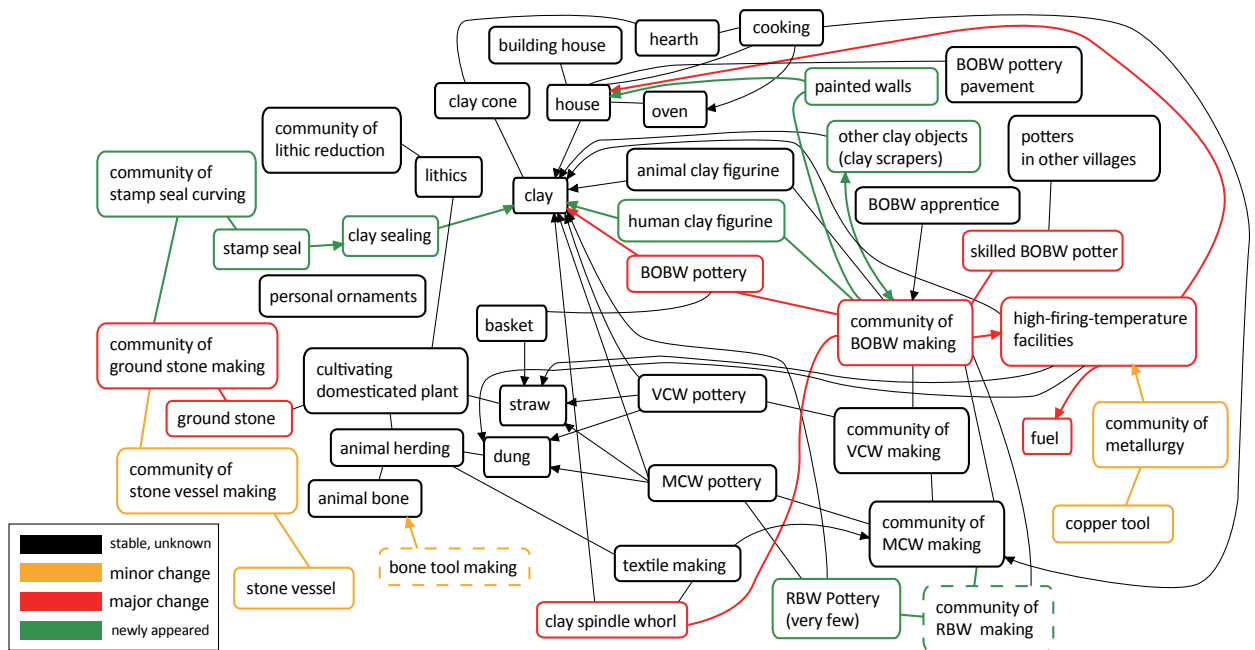 cooking
hearth
building house
BOBW pottery
pavement
painted walls
clay cone
house
oven
community of
lithic reduction
other clay objects
(clay scrapers)
potters
in other villages
community of
stamp seal curving
lithics
animal clay figurine
clay
BOBW apprentice
human clay figurine
stamp seal
clay sealing
skilled BOBW potter
BOBW pottery
personal ornaments
basket
community of
BOBW making
high-firing-temperature
facilities
community of
ground stone making
cultivating
domesticated plant
straw
VCW pottery
ground stone
community of
VCW making
fuel
community of
metallurgy
animal herding
dung
community of
stone vessel making
MCW pottery
animal bone
community of
MCW making
copper tool
stable, unknown
minor change
major change
newly appeared
bone tool making
textile making
stone vessel
RBW Pottery
(very few)
community of
RBW making
clay spindle whorl